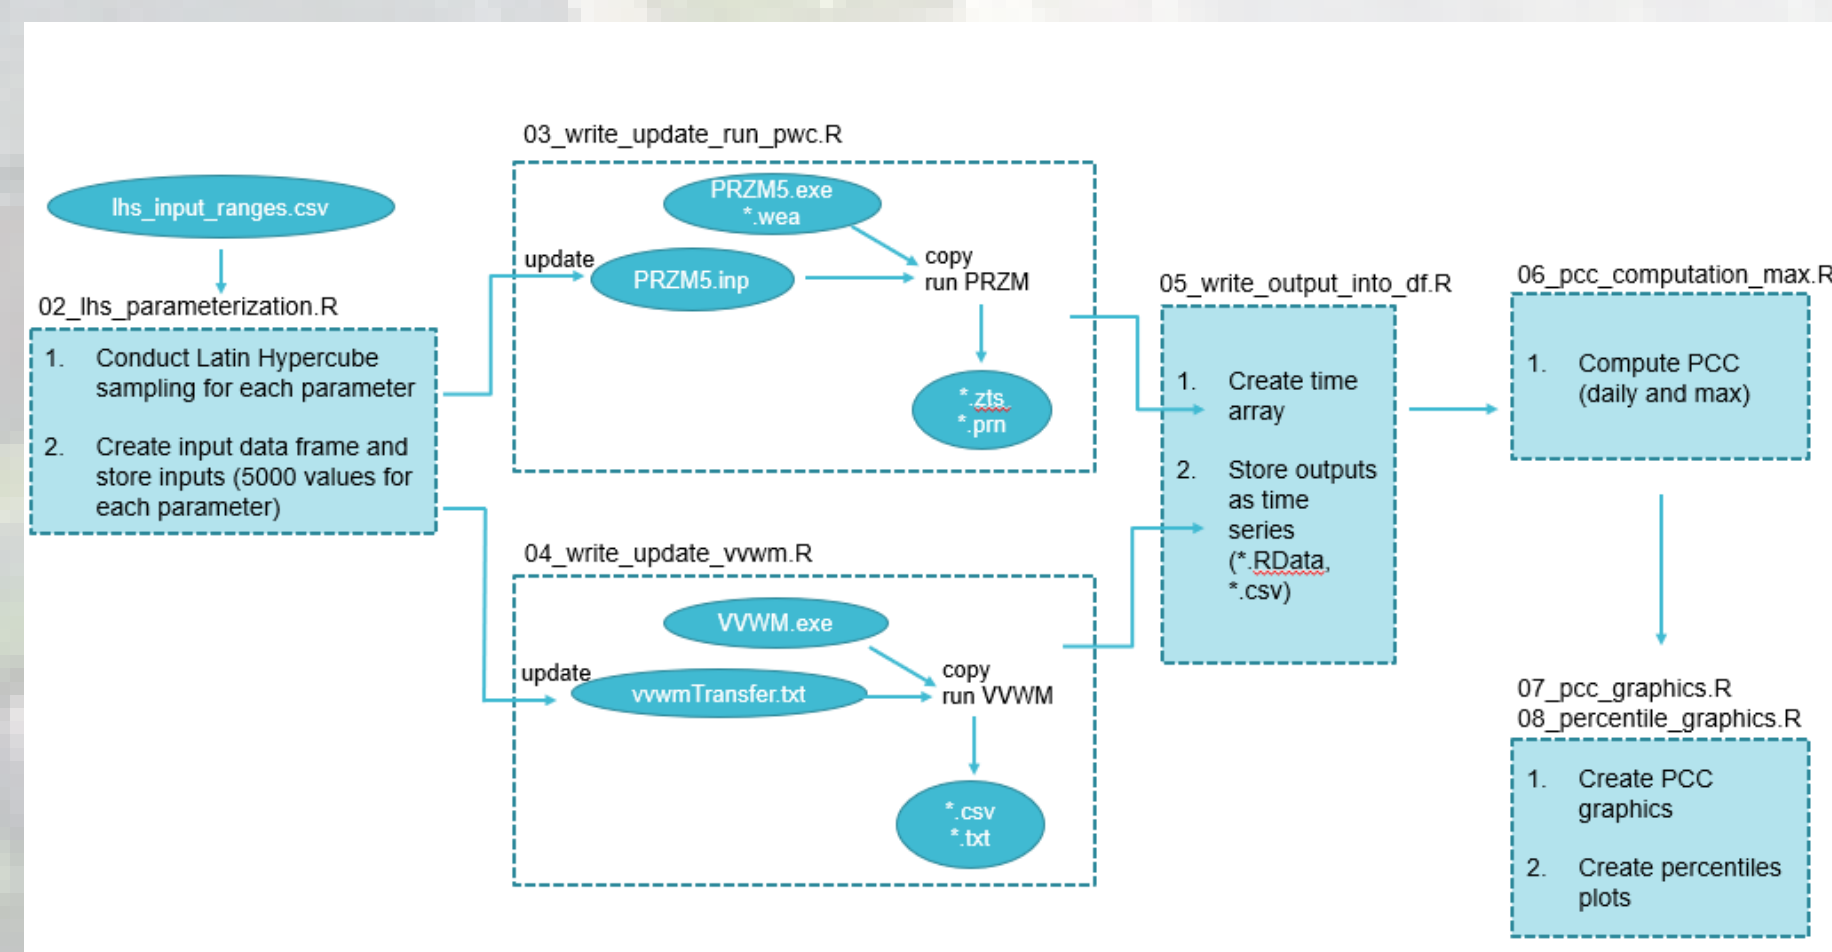 lhs_input_ranges.csv
02_lhs_parameterization.R
1. Conduct Latin Hypercube
sampling for each parameter
2. Create input data frame and
store inputs (5000 values for
each parameter)
03_write_update_run_pwc.R
PRZM5.exe
*.wea
update
PRZM5.inp
copy
run PRZM
*.zts
*.prn
04_write_update_vvwm.R
VVWM.exe
update
vvwmTransfer.txt
copy
run VVWM
*.csv
*.txt
05_write_output_into_df.R
1. Create time
array
2. Store outputs
as time
series
(*.RData,
*.csv)
06_pcc_computation_max.R
1. Compute PCC
(daily and max)
07_pcc_graphics.R
08_percentile_graphics.R
1. Create PCC
graphics
2. Create percentiles
plots